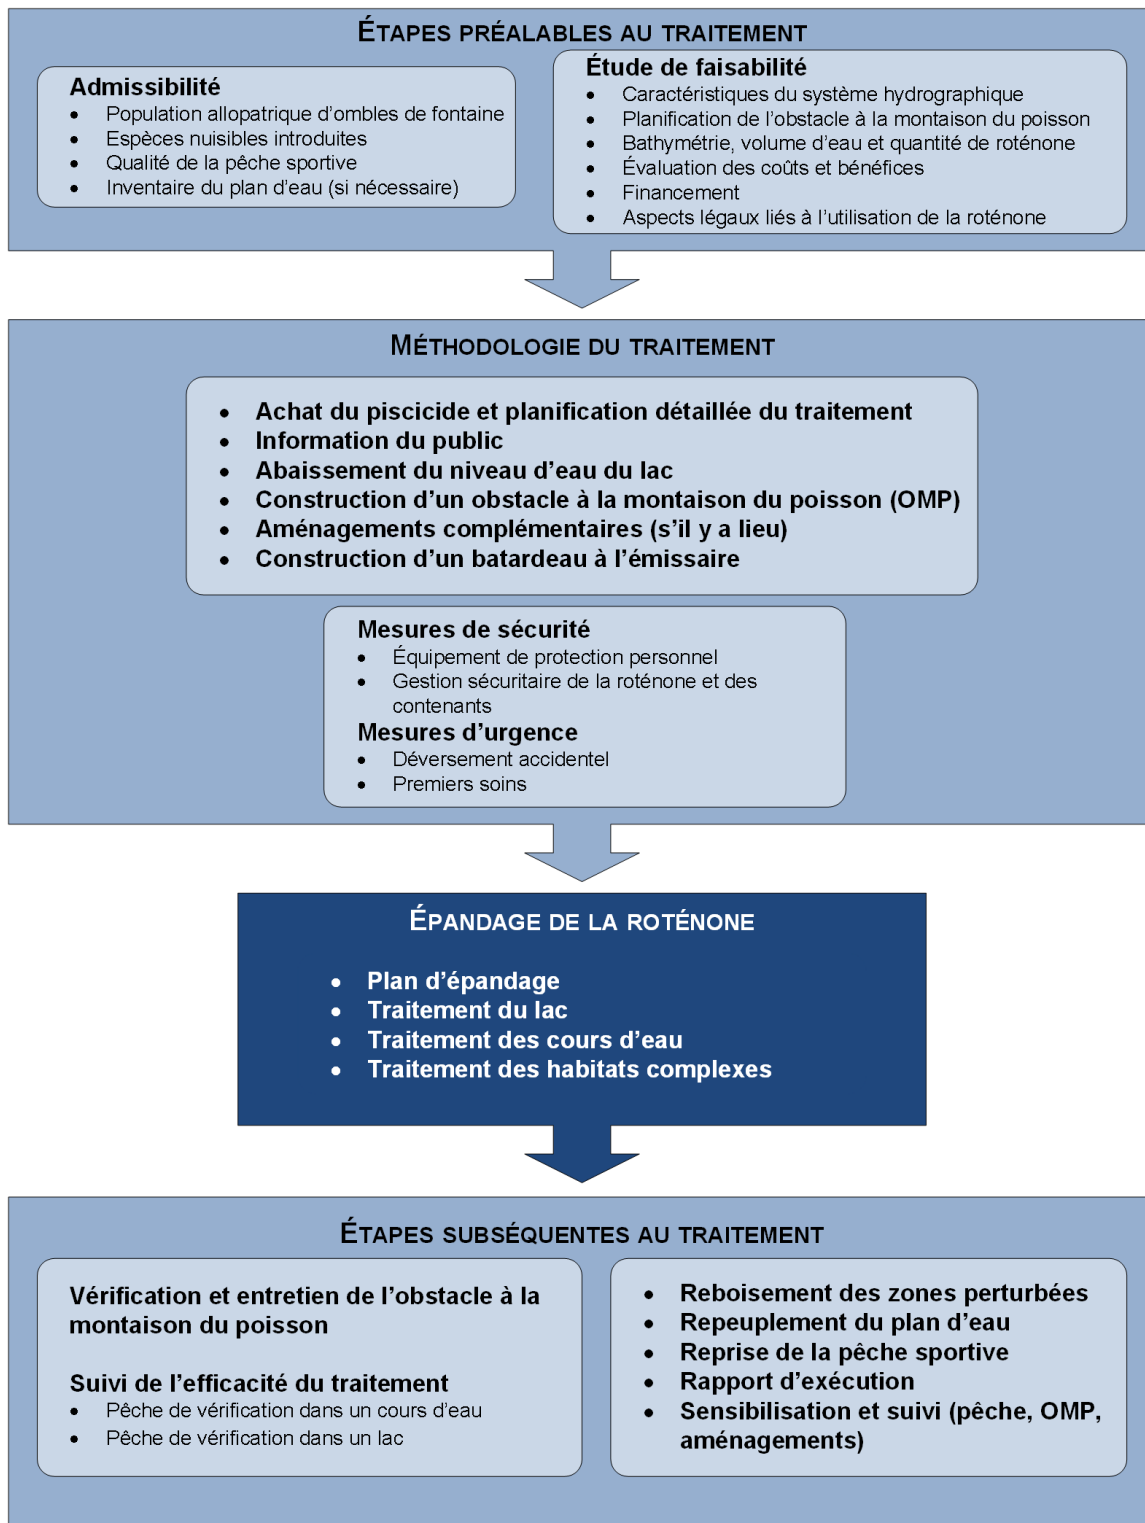 ÉTAPES PRÉALABLES AU TRAITEMENT
Admissibilité
• Population allopatrique d’ombles de fontaine
• Espèces nuisibles introduites
• Qualité de la pêche sportive
• Inventaire du plan d’eau (si nécessaire)
Étude de faisabilité
• Caractéristiques du système hydrographique
• Planification de l’obstacle à la montaison du poisson
• Bathymétrie, volume d’eau et quantité de roténone
• Évaluation des coûts et bénéfices
• Financement
• Aspects légaux liés à l’utilisation de la roténone
MÉTHODOLOGIE DU TRAITEMENT
• Achat du piscicide et planification détaillée du traitement
• Information du public
• Abaissement du niveau d’eau du lac
• Construction d’un obstacle à la montaison du poisson (OMP)
• Aménagements complémentaires (s’il y a lieu)
• Construction d’un batardeau à l’émissaire
Mesures de sécurité
• Équipement de protection personnel
• Gestion sécuritaire de la roténone et des
contenants
Mesures d’urgence
• Déversement accidentel
• Premiers soins
ÉPANDAGE DE LA ROTÉNONE
• Plan d’épandage
• Traitement du lac
• Traitement des cours d’eau
• Traitement des habitats complexes
ÉTAPES SUBSÉQUENTES AU TRAITEMENT
Vérification et entretien de l’obstacle à la
montaison du poisson
Suivi de l’efficacité du traitement
• Pêche de vérification dans un cours d’eau
• Pêche de vérification dans un lac
• Reboisement des zones perturbées
• Repeuplement du plan d’eau
• Reprise de la pêche sportive
• Rapport d’exécution
• Sensibilisation et suivi (pêche, OMP,
aménagements)